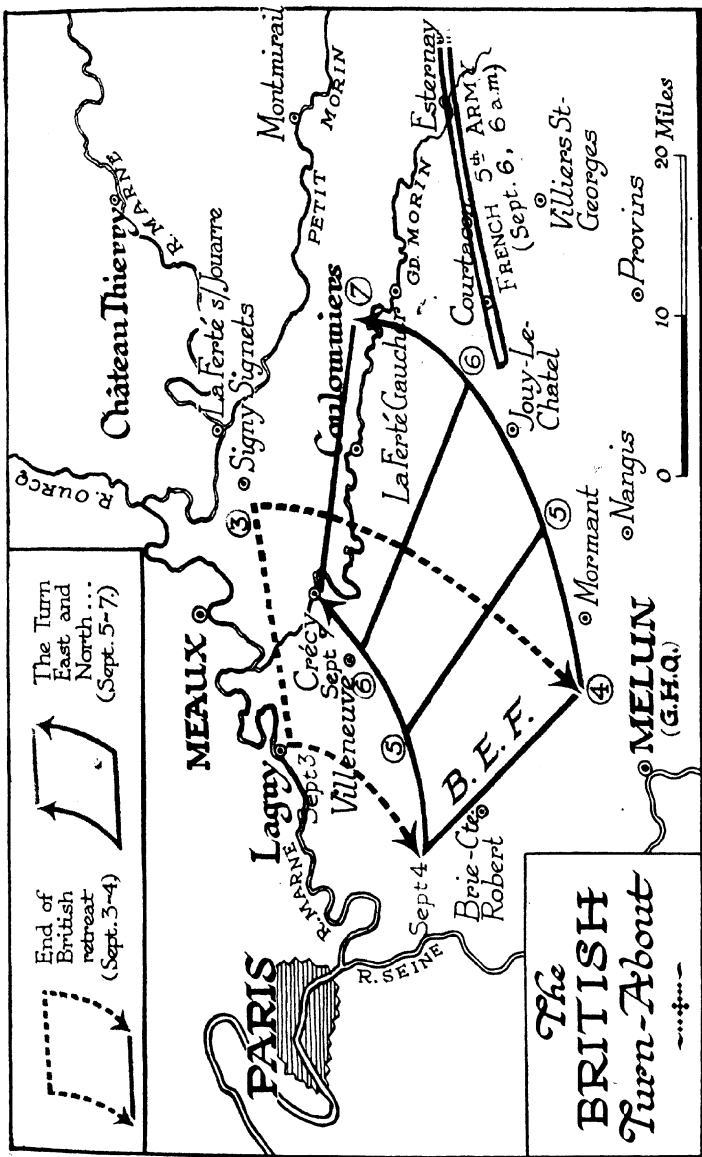 End of
British
retreat
(Sept. 3-4)
The Turn
East and
North...
(Sept. 5-7.)
R. OURCQ
Château Thierry
R. MARNE
La Ferté s/Jouarre
Signy Signets
Montmirail
PETIT MORIN
MEAUX
Lagny
Sept 3
R. MARNE
PARIS
R. SEINE
Crécy
Sept 7
Villeneuve
Coulommiers
La Ferté Gaucher
GD. MORIN
Esternay
Courtacon
FRENCH 5th ARMY
(Sept. 6, 6 a.m.)
Villiers St-
Georges
Provins
Jouy-Le-
Chatel
Nangis
Mormant
3
5
6
7
6
5
4
Sept 4
B. E. F.
Brie-Cte
Robert
MELUN
(G.H.Q.)
0
10
20 Miles
The
BRITISH
Turn-About